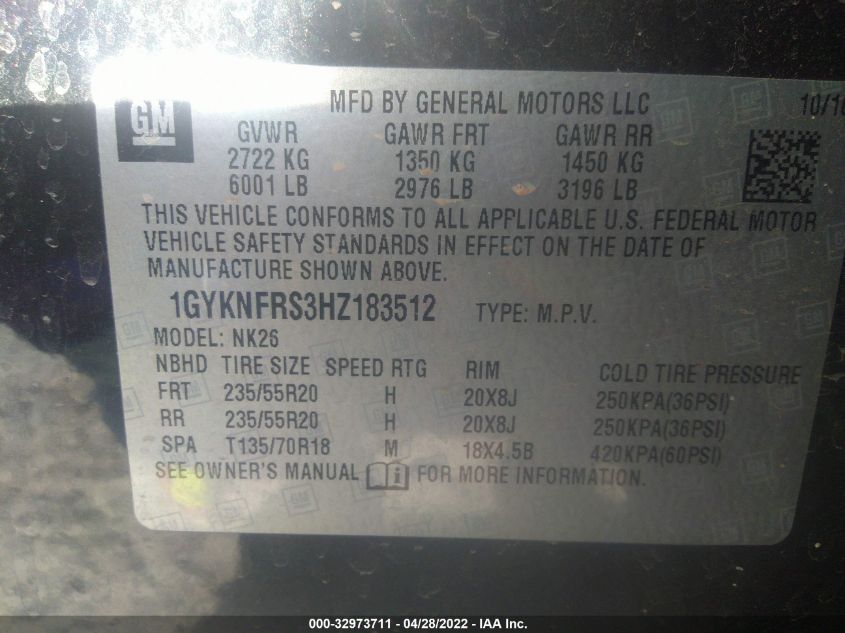 MFD BY GENERAL MOTORS LLC 10/16
GM
GVWR GAWR FRT GAWR RR
2722 KG 1350 KG 1450 KG
6001 LB 2976 LB 3196 LB
THIS VEHICLE CONFORMS TO ALL APPLICABLE U.S. FEDERAL MOTOR
VEHICLE SAFETY STANDARDS IN EFFECT ON THE DATE OF
MANUFACTURE SHOWN ABOVE.
1GYKNFRS3HZ183512 TYPE: M.P.V.
MODEL: NK26
NBHD TIRE SIZE SPEED RTG RIM COLD TIRE PRESSURE
FRT 235/55R20 H 20X8J 250KPA(36PSI)
RR 235/55R20 H 20X8J 250KPA(36PSI)
SPA T135/70R18 M 18X4.5B 420KPA(60PSI)
SEE OWNER'S MANUAL FOR MORE INFORMATION.
000-32973711 - 04/28/2022 - IAA Inc.